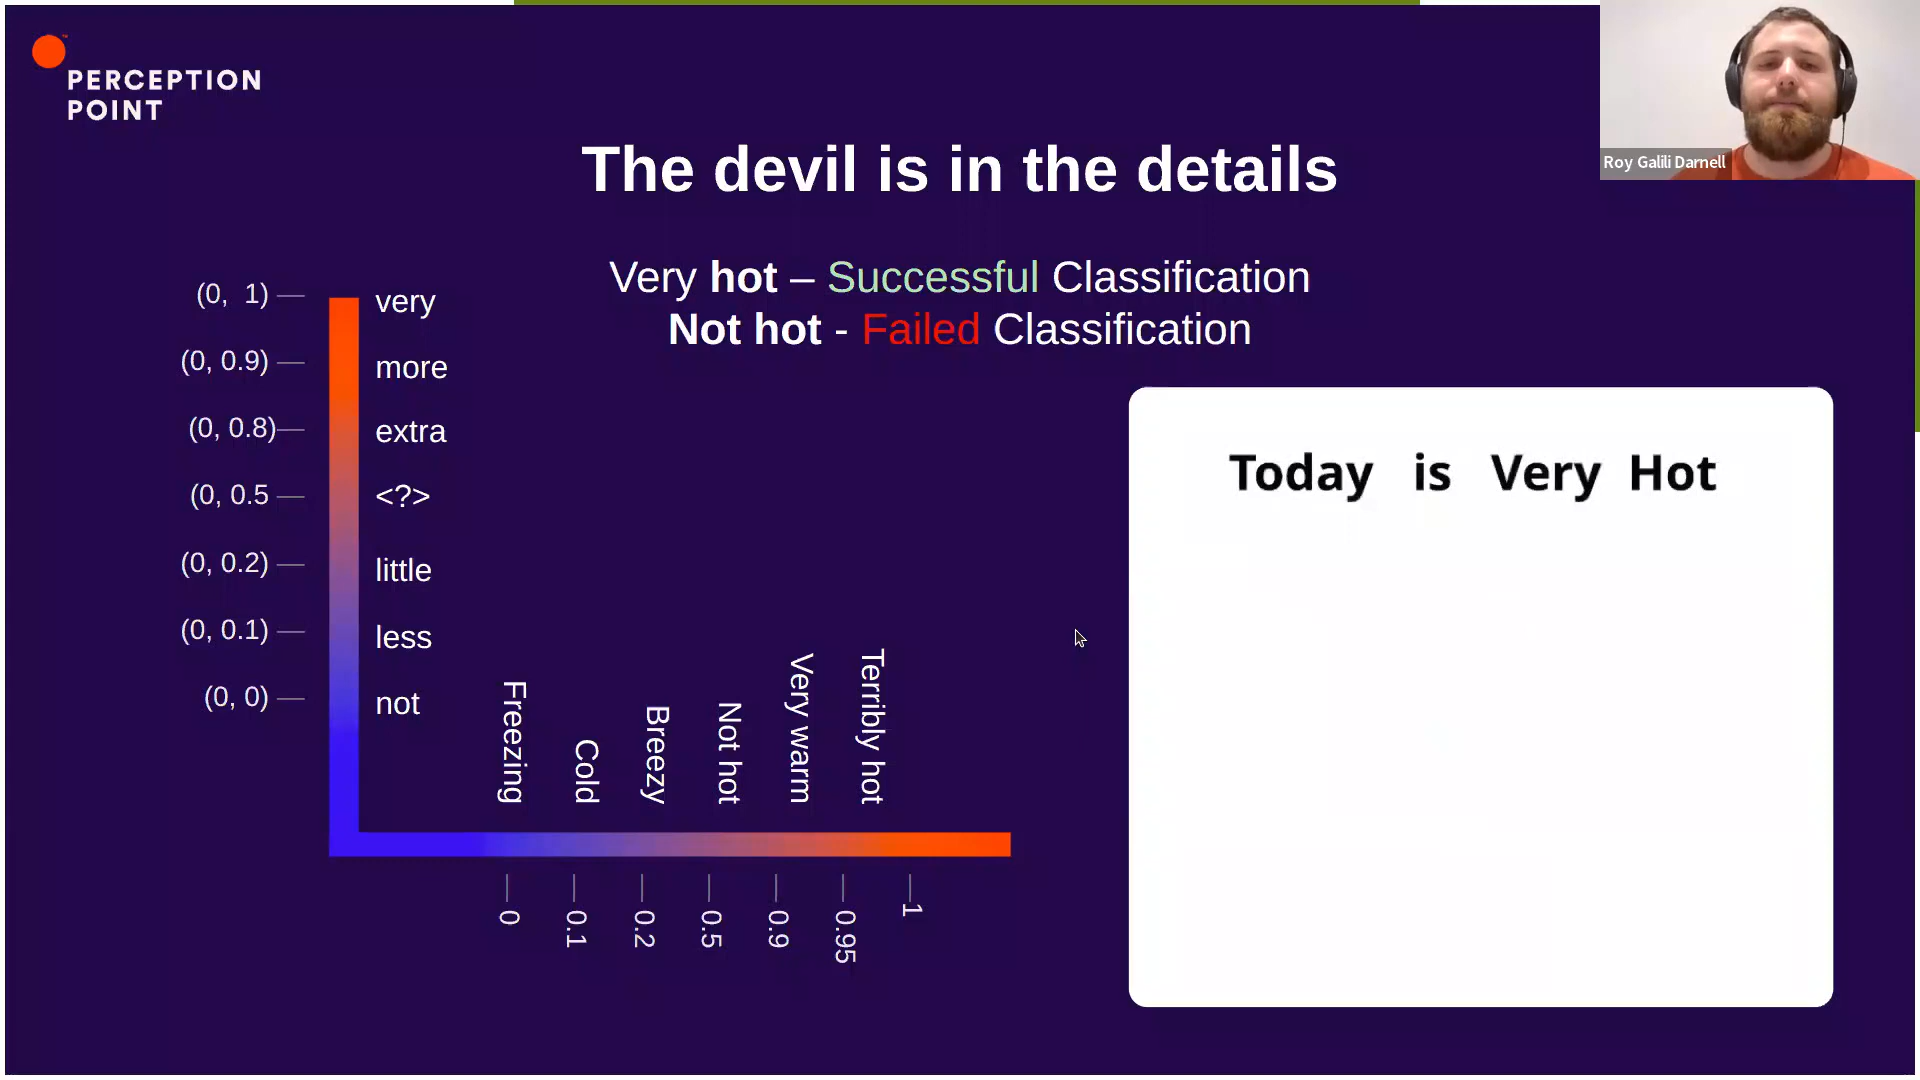 PERCEPTION
POINT
Roy Galili Darnell
The devil is in the details
Very hot – Successful Classification
Not hot - Failed Classification
(0, 1) very
(0, 0.9) more
(0, 0.8) extra
(0, 0.5 <?>
(0, 0.2) little
(0, 0.1) less
(0, 0) not
Freezing
Cold
Breezy
Not hot
Very warm
Terribly hot
0
0.1
0.2
0.5
0.9
0.95
1
Today is Very Hot